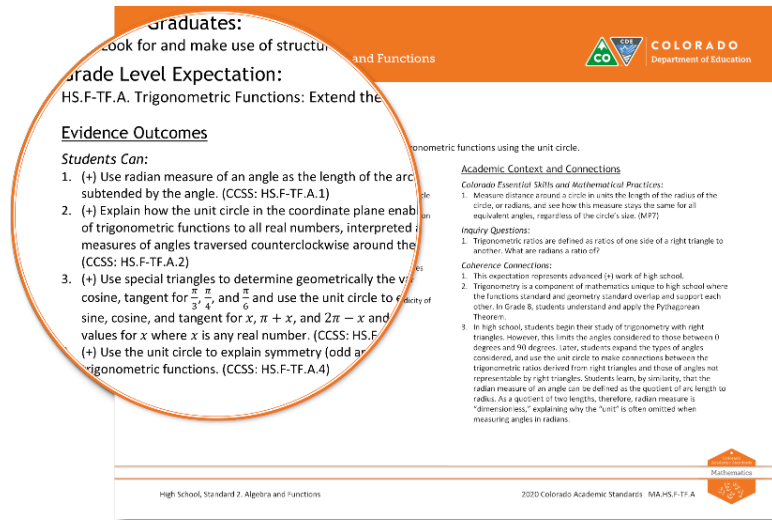 Graduates:
Look for and make use of structu
Grade Level Expectation:
HS.F-TF.A. Trigonometric Functions: Extend the
Evidence Outcomes
Students Can:
1. (+) Use radian measure of an angle as the length of the arc
subtended by the angle. (CCSS: HS.F-TF.A.1)
2. (+) Explain how the unit circle in the coordinate plane enab
of trigonometric functions to all real numbers, interpreted a
measures of angles traversed counterclockwise around the
(CCSS: HS.F-TF.A.2)
3. (+) Use special triangles to determine geometrically the va
cosine, tangent for π/3, π/4, and π/6 and use the unit circle to e
sine, cosine, and tangent for x, π + x, and 2π − x and
values for x where x is any real number. (CCSS: HS.F
(+) Use the unit circle to explain symmetry (odd a
trigonometric functions. (CCSS: HS.F-TF.A.4)
and Functions
CO
CDE
COLORADO
Department of Education
onometric functions using the unit circle.
Academic Context and Connections
Colorado Essential Skills and Mathematical Practices:
1. Measure distance around a circle in units the length of the radius of the
circle, or radians, and see how this measure stays the same for all
equivalent angles, regardless of the circle's size. (MP7)
Inquiry Questions:
1. Trigonometric ratios are defined as ratios of one side of a right triangle to
another. What are radians a ratio of?
Coherence Connections:
1. This expectation represents advanced (+) work of high school.
2. Trigonometry is a component of mathematics unique to high school where
the functions standard and geometry standard overlap and support each
other. In Grade 8, students understand and apply the Pythagorean
Theorem.
3. In high school, students begin their study of trigonometry with right
triangles. However, this limits the angles considered to those between 0
degrees and 90 degrees. Later, students expand the types of angles
considered, and use the unit circle to make connections between the
trigonometric ratios derived from right triangles and those of angles not
representable by right triangles. Students learn, by similarity, that the
radian measure of an angle can be defined as the quotient of arc length to
radius. As a quotient of two lengths, therefore, radian measure is
"dimensionless," explaining why the "unit" is often omitted when
measuring angles in radians.
dicity of
Mathematics
High School, Standard 2. Algebra and Functions
2020 Colorado Academic Standards MA.HS.F-TF.A